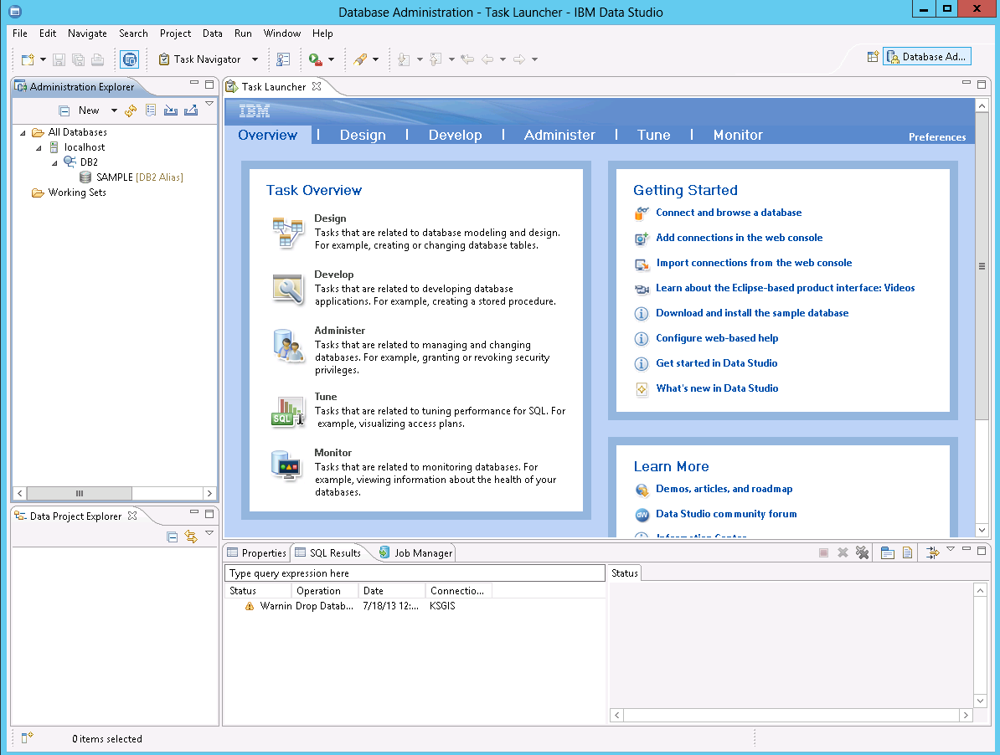 Database Administration - Task Launcher - IBM Data Studio
File Edit Navigate Search Project Data Run Window Help
Task Navigator
Database Ad...
Administration Explorer
New
All Databases
localhost
DB2
SAMPLE [DB2 Alias]
Working Sets
Task Launcher
IBM
Overview Design Develop Administer Tune Monitor Preferences
Task Overview
Design
Tasks that are related to database modeling and design.
For example, creating or changing database tables.
Develop
Tasks that are related to developing database
applications. For example, creating a stored procedure.
Administer
Tasks that are related to managing and changing
databases. For example, granting or revoking security
privileges.
SQL
Tune
Tasks that are related to tuning performance for SQL. For
example, visualizing access plans.
Monitor
Tasks that are related to monitoring databases. For
example, viewing information about the health of your
databases.
Getting Started
Connect and browse a database
Add connections in the web console
Import connections from the web console
Learn about the Eclipse-based product interface: Videos
Download and install the sample database
Configure web-based help
Get started in Data Studio
What's new in Data Studio
Learn More
Demos, articles, and roadmap
dW
Data Studio community forum
Information Center
Data Project Explorer
Properties SQL Results Job Manager
Type query expression here
Status Operation Date Connectio...
Warnin Drop Datab... 7/18/13 12:... KSGIS
Status
0 items selected